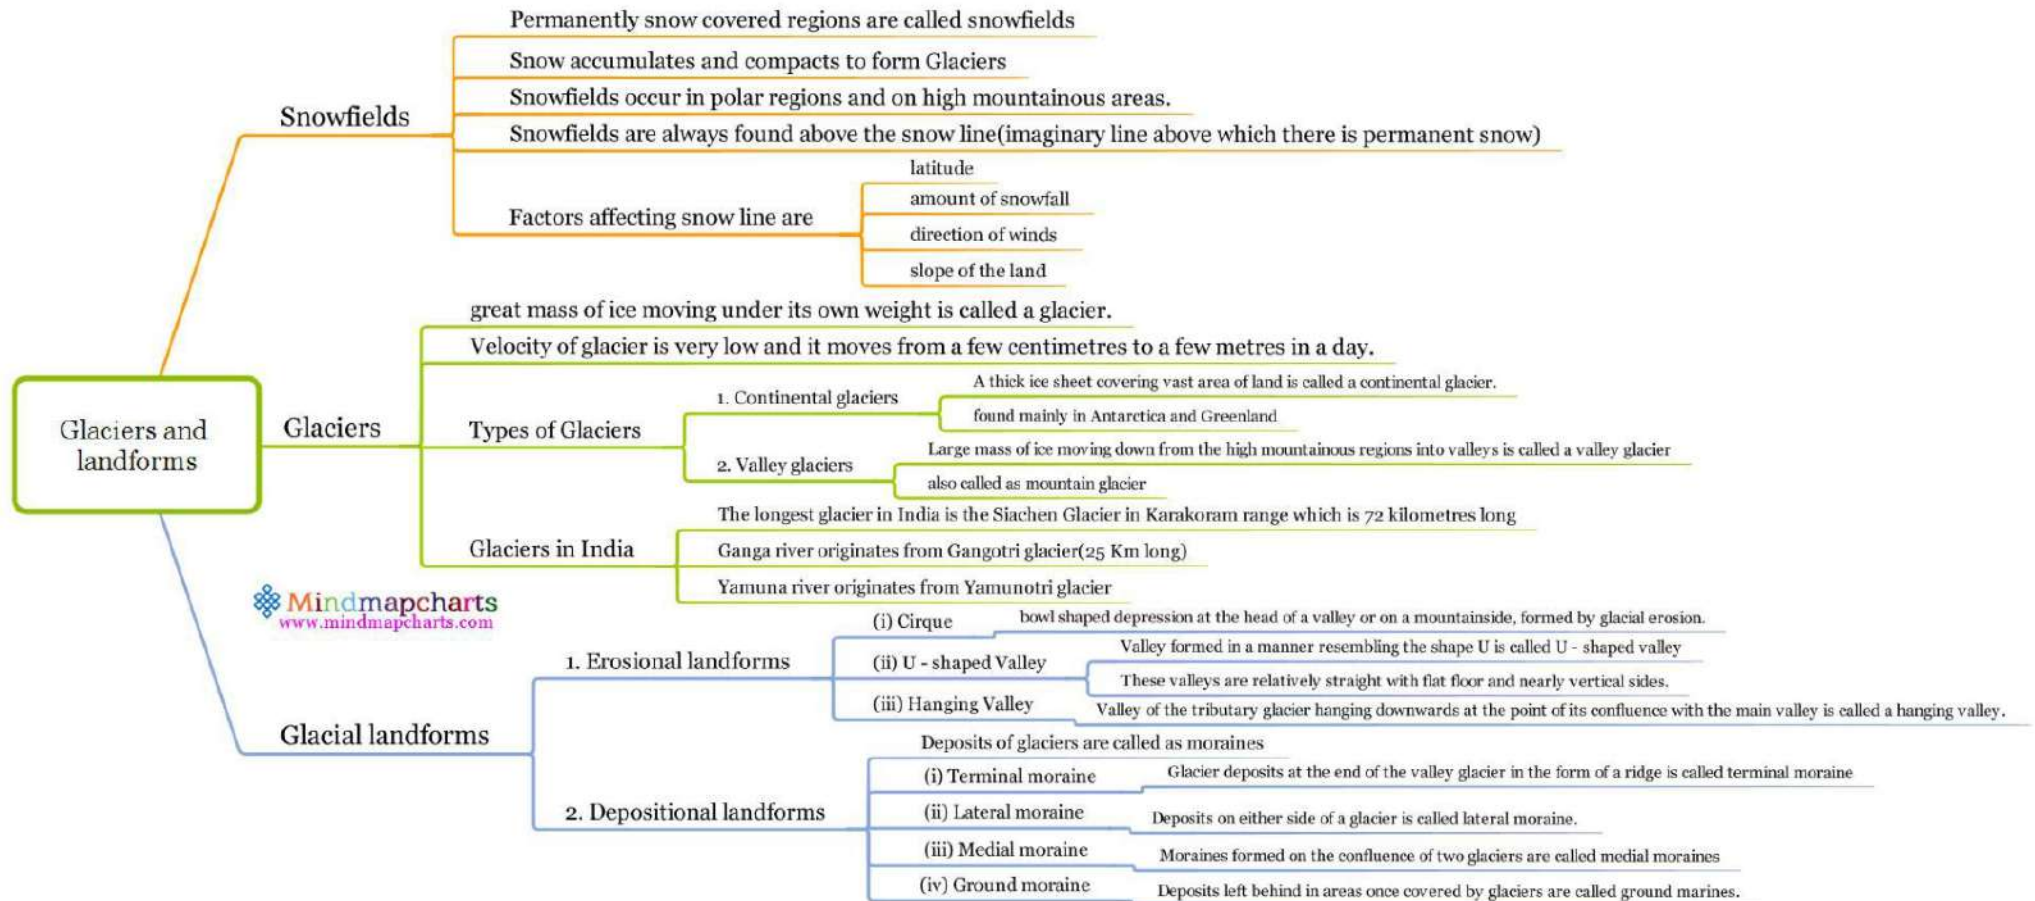 Glaciers and
landforms
Snowfields
Permanently snow covered regions are called snowfields
Snow accumulates and compacts to form Glaciers
Snowfields occur in polar regions and on high mountainous areas.
Snowfields are always found above the snow line(imaginary line above which there is permanent snow)
Factors affecting snow line are
latitude
amount of snowfall
direction of winds
slope of the land
Glaciers
great mass of ice moving under its own weight is called a glacier.
Velocity of glacier is very low and it moves from a few centimetres to a few metres in a day.
Types of Glaciers
1. Continental glaciers
A thick ice sheet covering vast area of land is called a continental glacier.
found mainly in Antarctica and Greenland
2. Valley glaciers
Large mass of ice moving down from the high mountainous regions into valleys is called a valley glacier
also called as mountain glacier
Glaciers in India
The longest glacier in India is the Siachen Glacier in Karakoram range which is 72 kilometres long
Ganga river originates from Gangotri glacier(25 Km long)
Yamuna river originates from Yamunotri glacier
Mindmapcharts
www.mindmapcharts.com
Glacial landforms
1. Erosional landforms
(i) Cirque
bowl shaped depression at the head of a valley or on a mountainside, formed by glacial erosion.
(ii) U - shaped Valley
Valley formed in a manner resembling the shape U is called U - shaped valley
These valleys are relatively straight with flat floor and nearly vertical sides.
(iii) Hanging Valley
Valley of the tributary glacier hanging downwards at the point of its confluence with the main valley is called a hanging valley.
2. Depositional landforms
Deposits of glaciers are called as moraines
(i) Terminal moraine
Glacier deposits at the end of the valley glacier in the form of a ridge is called terminal moraine
(ii) Lateral moraine
Deposits on either side of a glacier is called lateral moraine.
(iii) Medial moraine
Moraines formed on the confluence of two glaciers are called medial moraines
(iv) Ground moraine
Deposits left behind in areas once covered by glaciers are called ground marines.